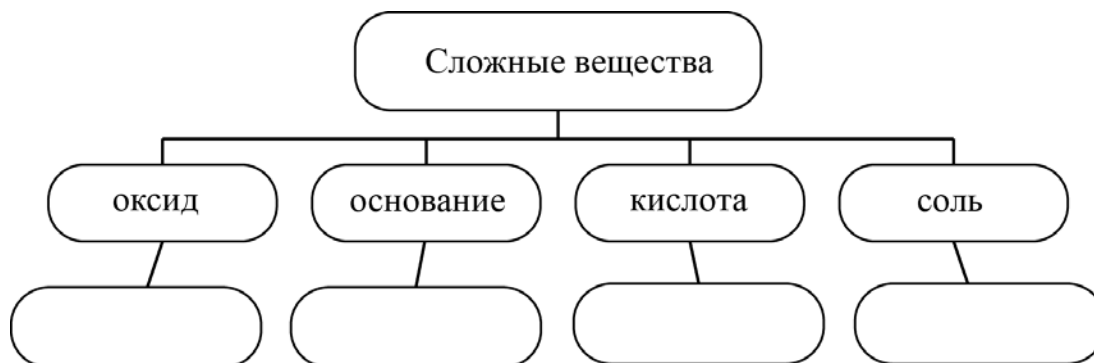 Сложные вещества
оксид
основание
кислота
соль